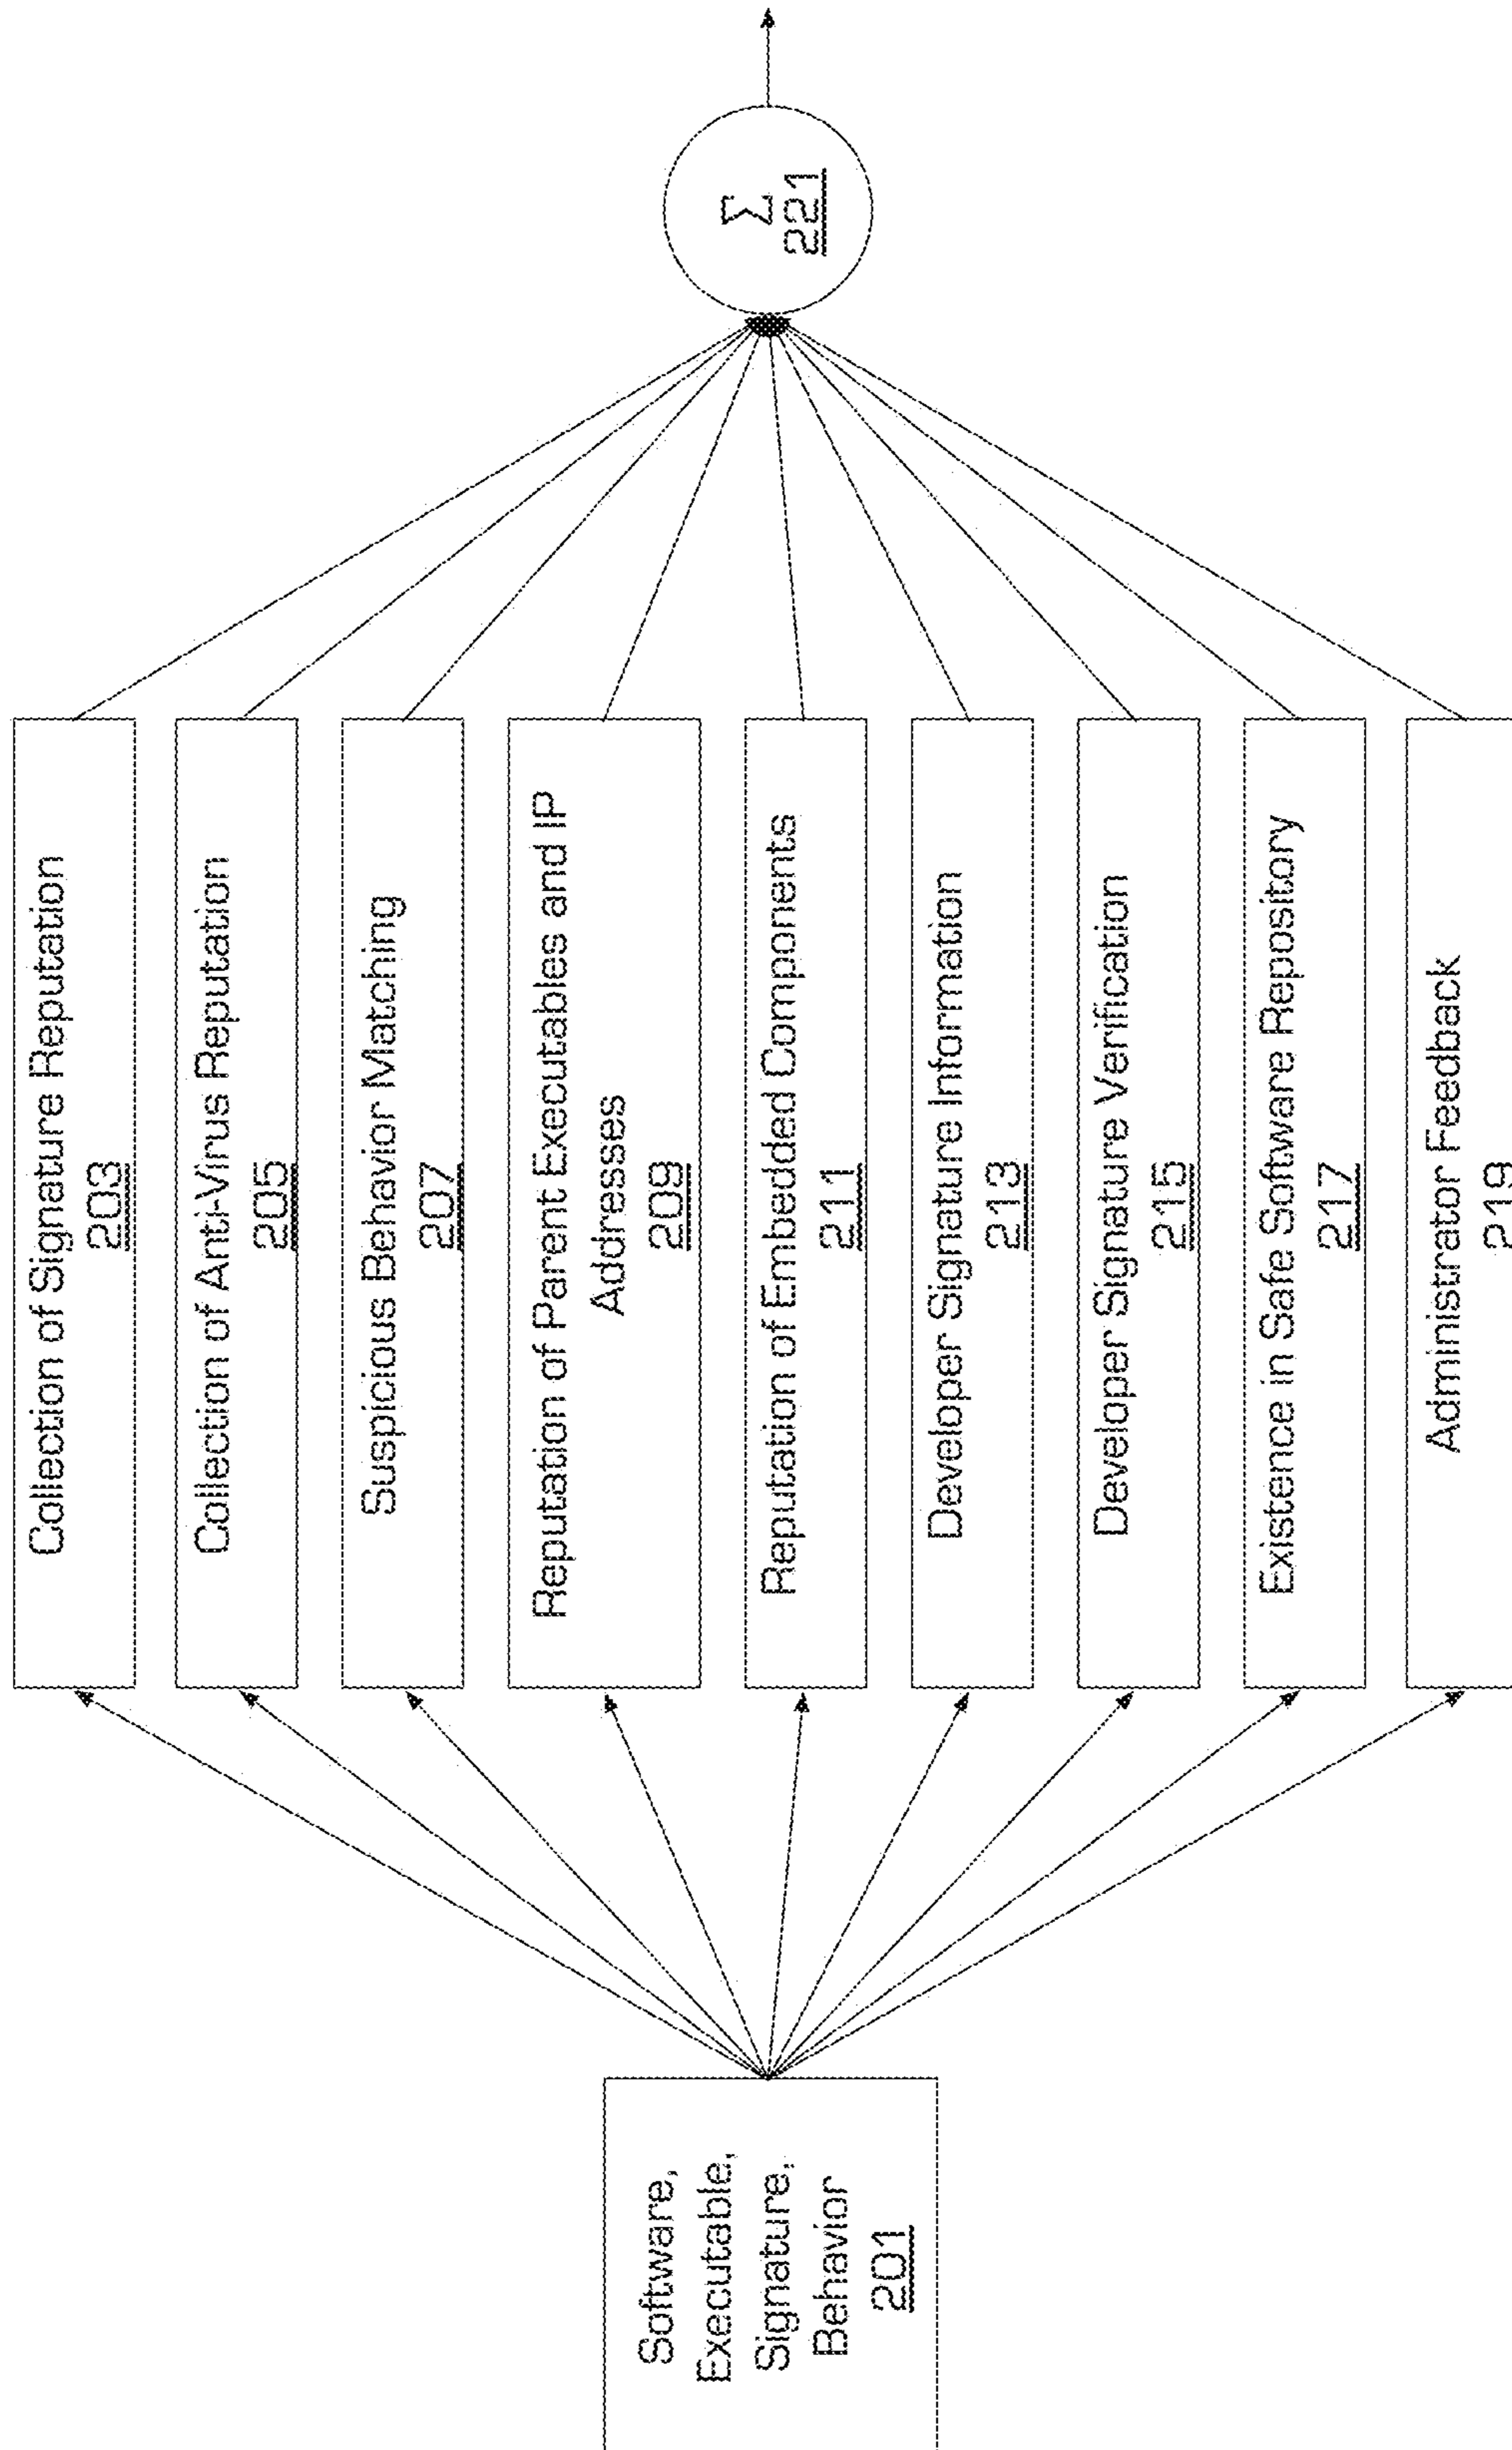 Software,
Executable,
Signature,
Behavior
201
Collection of Signature Reputation
203
Collection of Anti-Virus Reputation
205
Suspicious Behavior Matching
207
Reputation of Parent Executables and IP
Addresses
209
Reputation of Embedded Components
211
Developer Signature Information
213
Developer Signature Verification
215
Existence in Safe Software Repository
217
Administrator Feedback
219
Σ
221